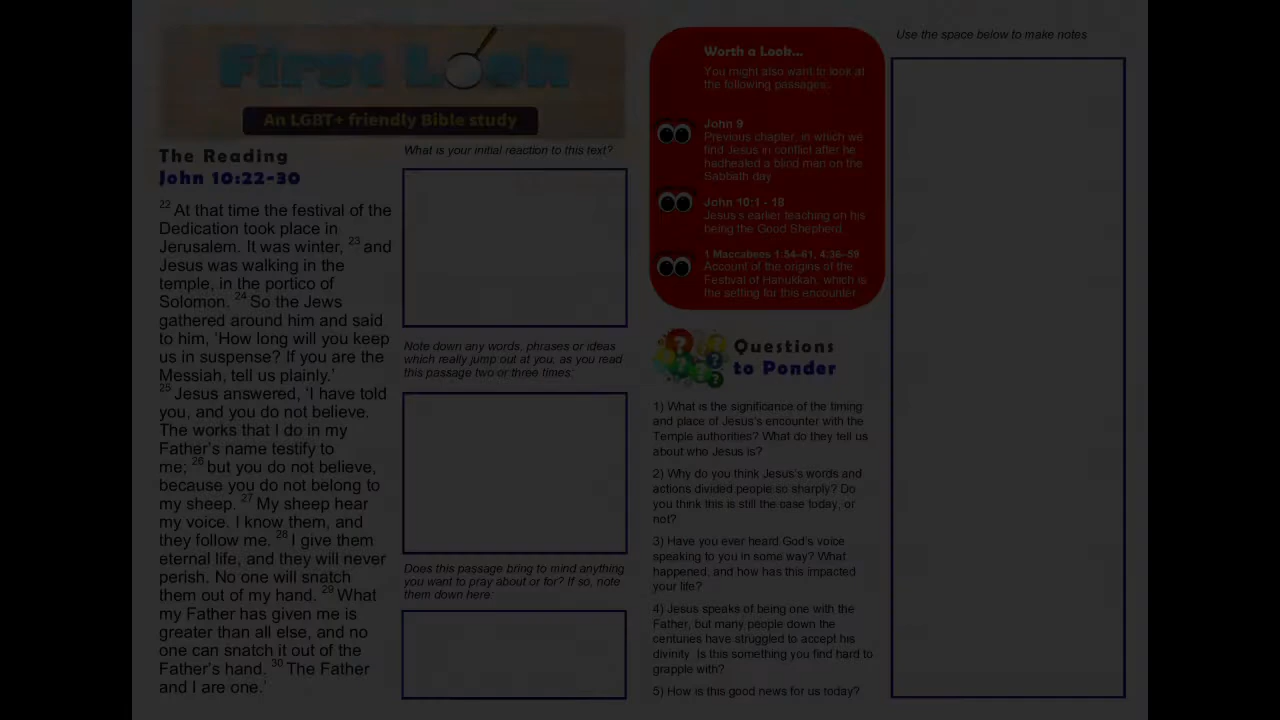 First Look
An LGBT+ friendly Bible study
The Reading
John 10:22-30
22 At that time the festival of the
Dedication took place in
Jerusalem. It was winter, 23 and
Jesus was walking in the
temple, in the portico of
Solomon. 24 So the Jews
gathered around him and said
to him, ‘How long will you keep
us in suspense? If you are the
Messiah, tell us plainly.’
25 Jesus answered, ‘I have told
you, and you do not believe.
The works that I do in my
Father’s name testify to
me; 26 but you do not believe,
because you do not belong to
my sheep. 27 My sheep hear
my voice. I know them, and
they follow me. 28 I give them
eternal life, and they will never
perish. No one will snatch
them out of my hand. 29 What
my Father has given me is
greater than all else, and no
one can snatch it out of the
Father’s hand. 30 The Father
and I are one.’
What is your initial reaction to this text?
Note down any words, phrases or ideas
which really jump out at you, as you read
this passage two or three times:
Does this passage bring to mind anything
you want to pray about or for? If so, note
them down here:
Worth a Look...
You might also want to look at
the following passages:
John 9
Previous chapter, in which we
find Jesus in conflict after he
hadhealed a blind man on the
Sabbath day
John 10:1 - 18
Jesus’s earlier teaching on his
being the Good Shepherd.
1 Maccabees 1:54–61, 4:36–59
Account of the origins of the
Festival of Hanukkah, which is
the setting for this encounter
Questions
to Ponder
1) What is the significance of the timing
and place of Jesus’s encounter with the
Temple authorities? What do they tell us
about who Jesus is?
2) Why do you think Jesus’s words and
actions divided people so sharply? Do
you think this is still the case today, or
not?
3) Have you ever heard God’s voice
speaking to you in some way? What
happened, and how has this impacted
your life?
4) Jesus speaks of being one with the
Father, but many people down the
centuries have struggled to accept his
divinity. Is this something you find hard to
grapple with?
5) How is this good news for us today?
Use the space below to make notes